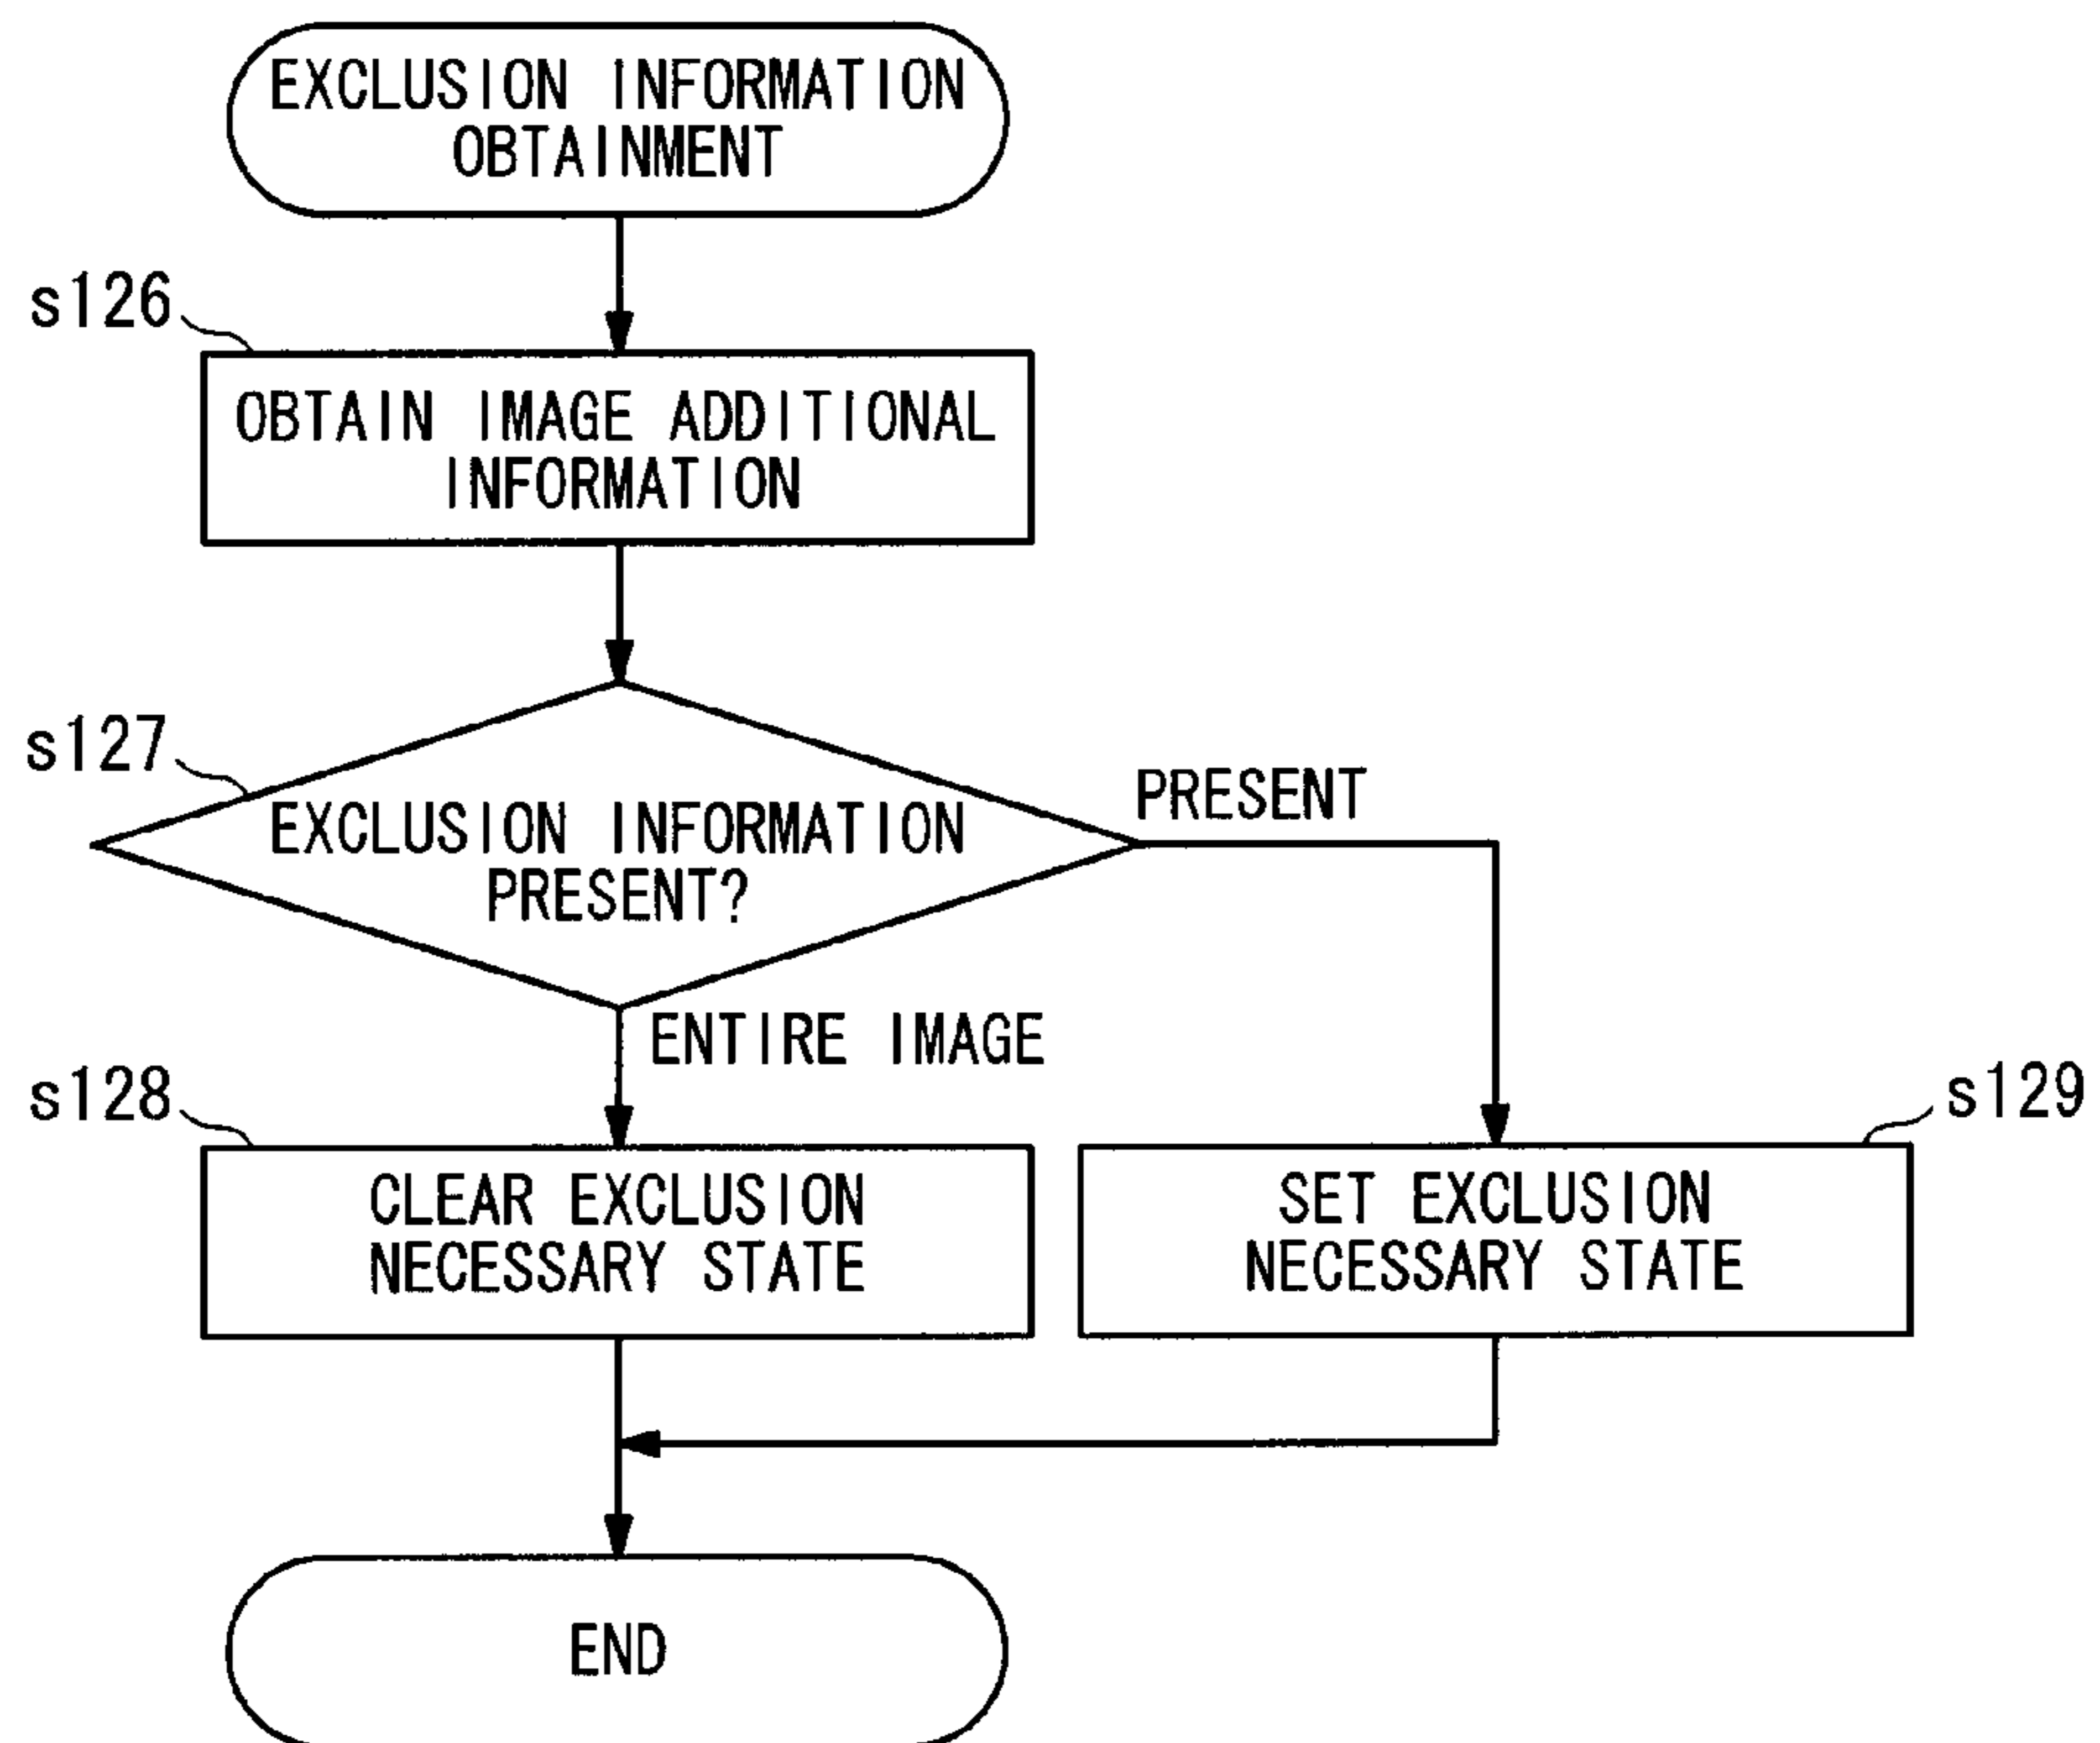 EXCLUSION INFORMATION
OBTAINMENT
s126
OBTAIN IMAGE ADDITIONAL
INFORMATION
s127
EXCLUSION INFORMATION
PRESENT?
PRESENT
ENTIRE IMAGE
s128
CLEAR EXCLUSION
NECESSARY STATE
s129
SET EXCLUSION
NECESSARY STATE
END